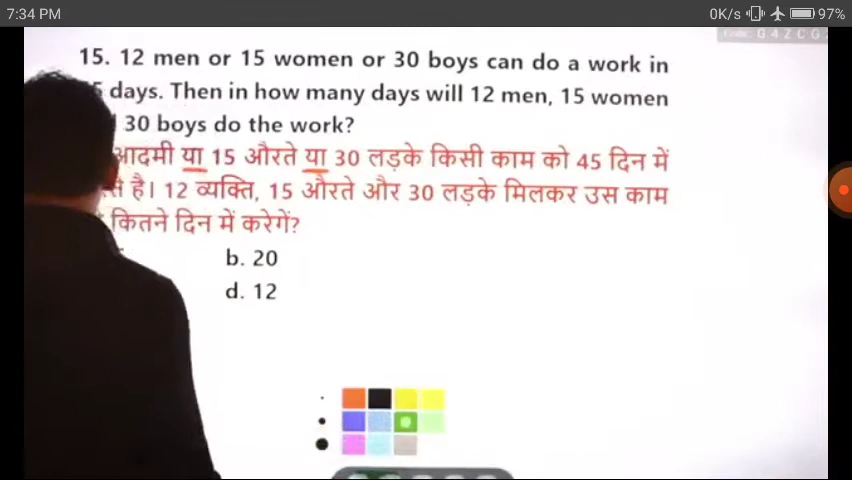 7:34 PM 0K/s 97%
15. 12 men or 15 women or 30 boys can do a work in
days. Then in how many days will 12 men, 15 women
30 boys do the work?
आदमी या 15 औरते या 30 लड़के किसी काम को 45 दिन में
है। 12 व्यक्ति, 15 औरते और 30 लड़के मिलकर उस काम
कितने दिन में करेगें?
b. 20
d. 12